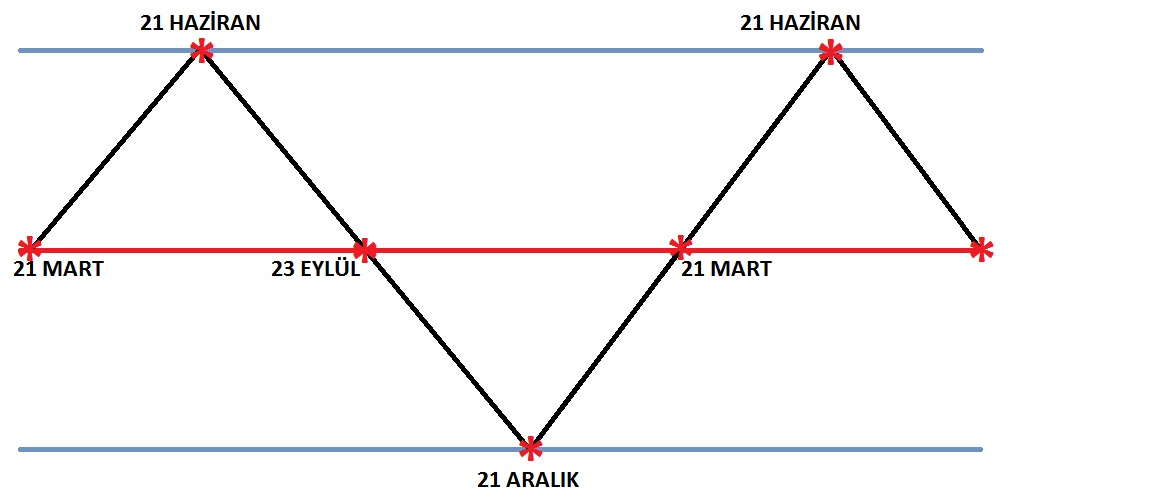 21 HAZİRAN
21 HAZİRAN
21 MART
23 EYLÜL
21 MART
21 ARALIK